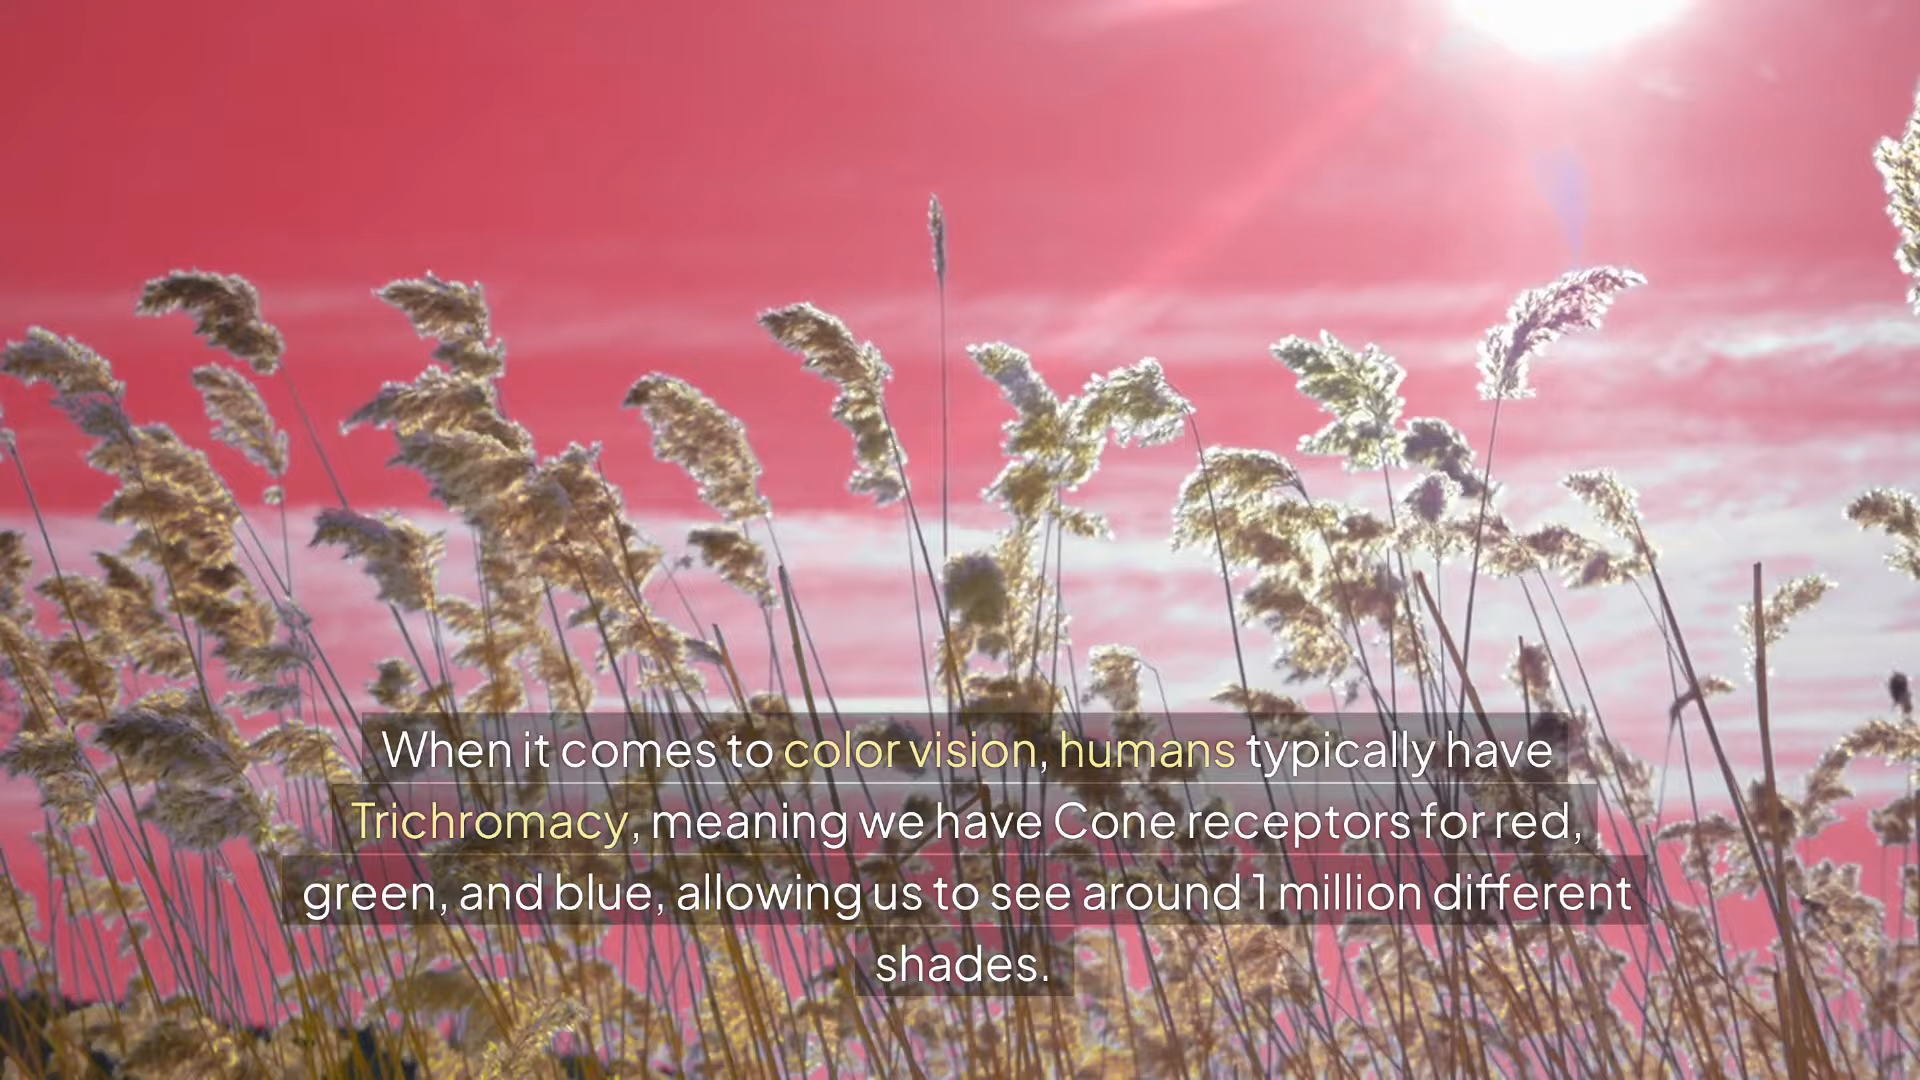 When it comes to color vision, humans typically have
Trichromacy, meaning we have Cone receptors for red,
green, and blue, allowing us to see around 1 million different
shades.